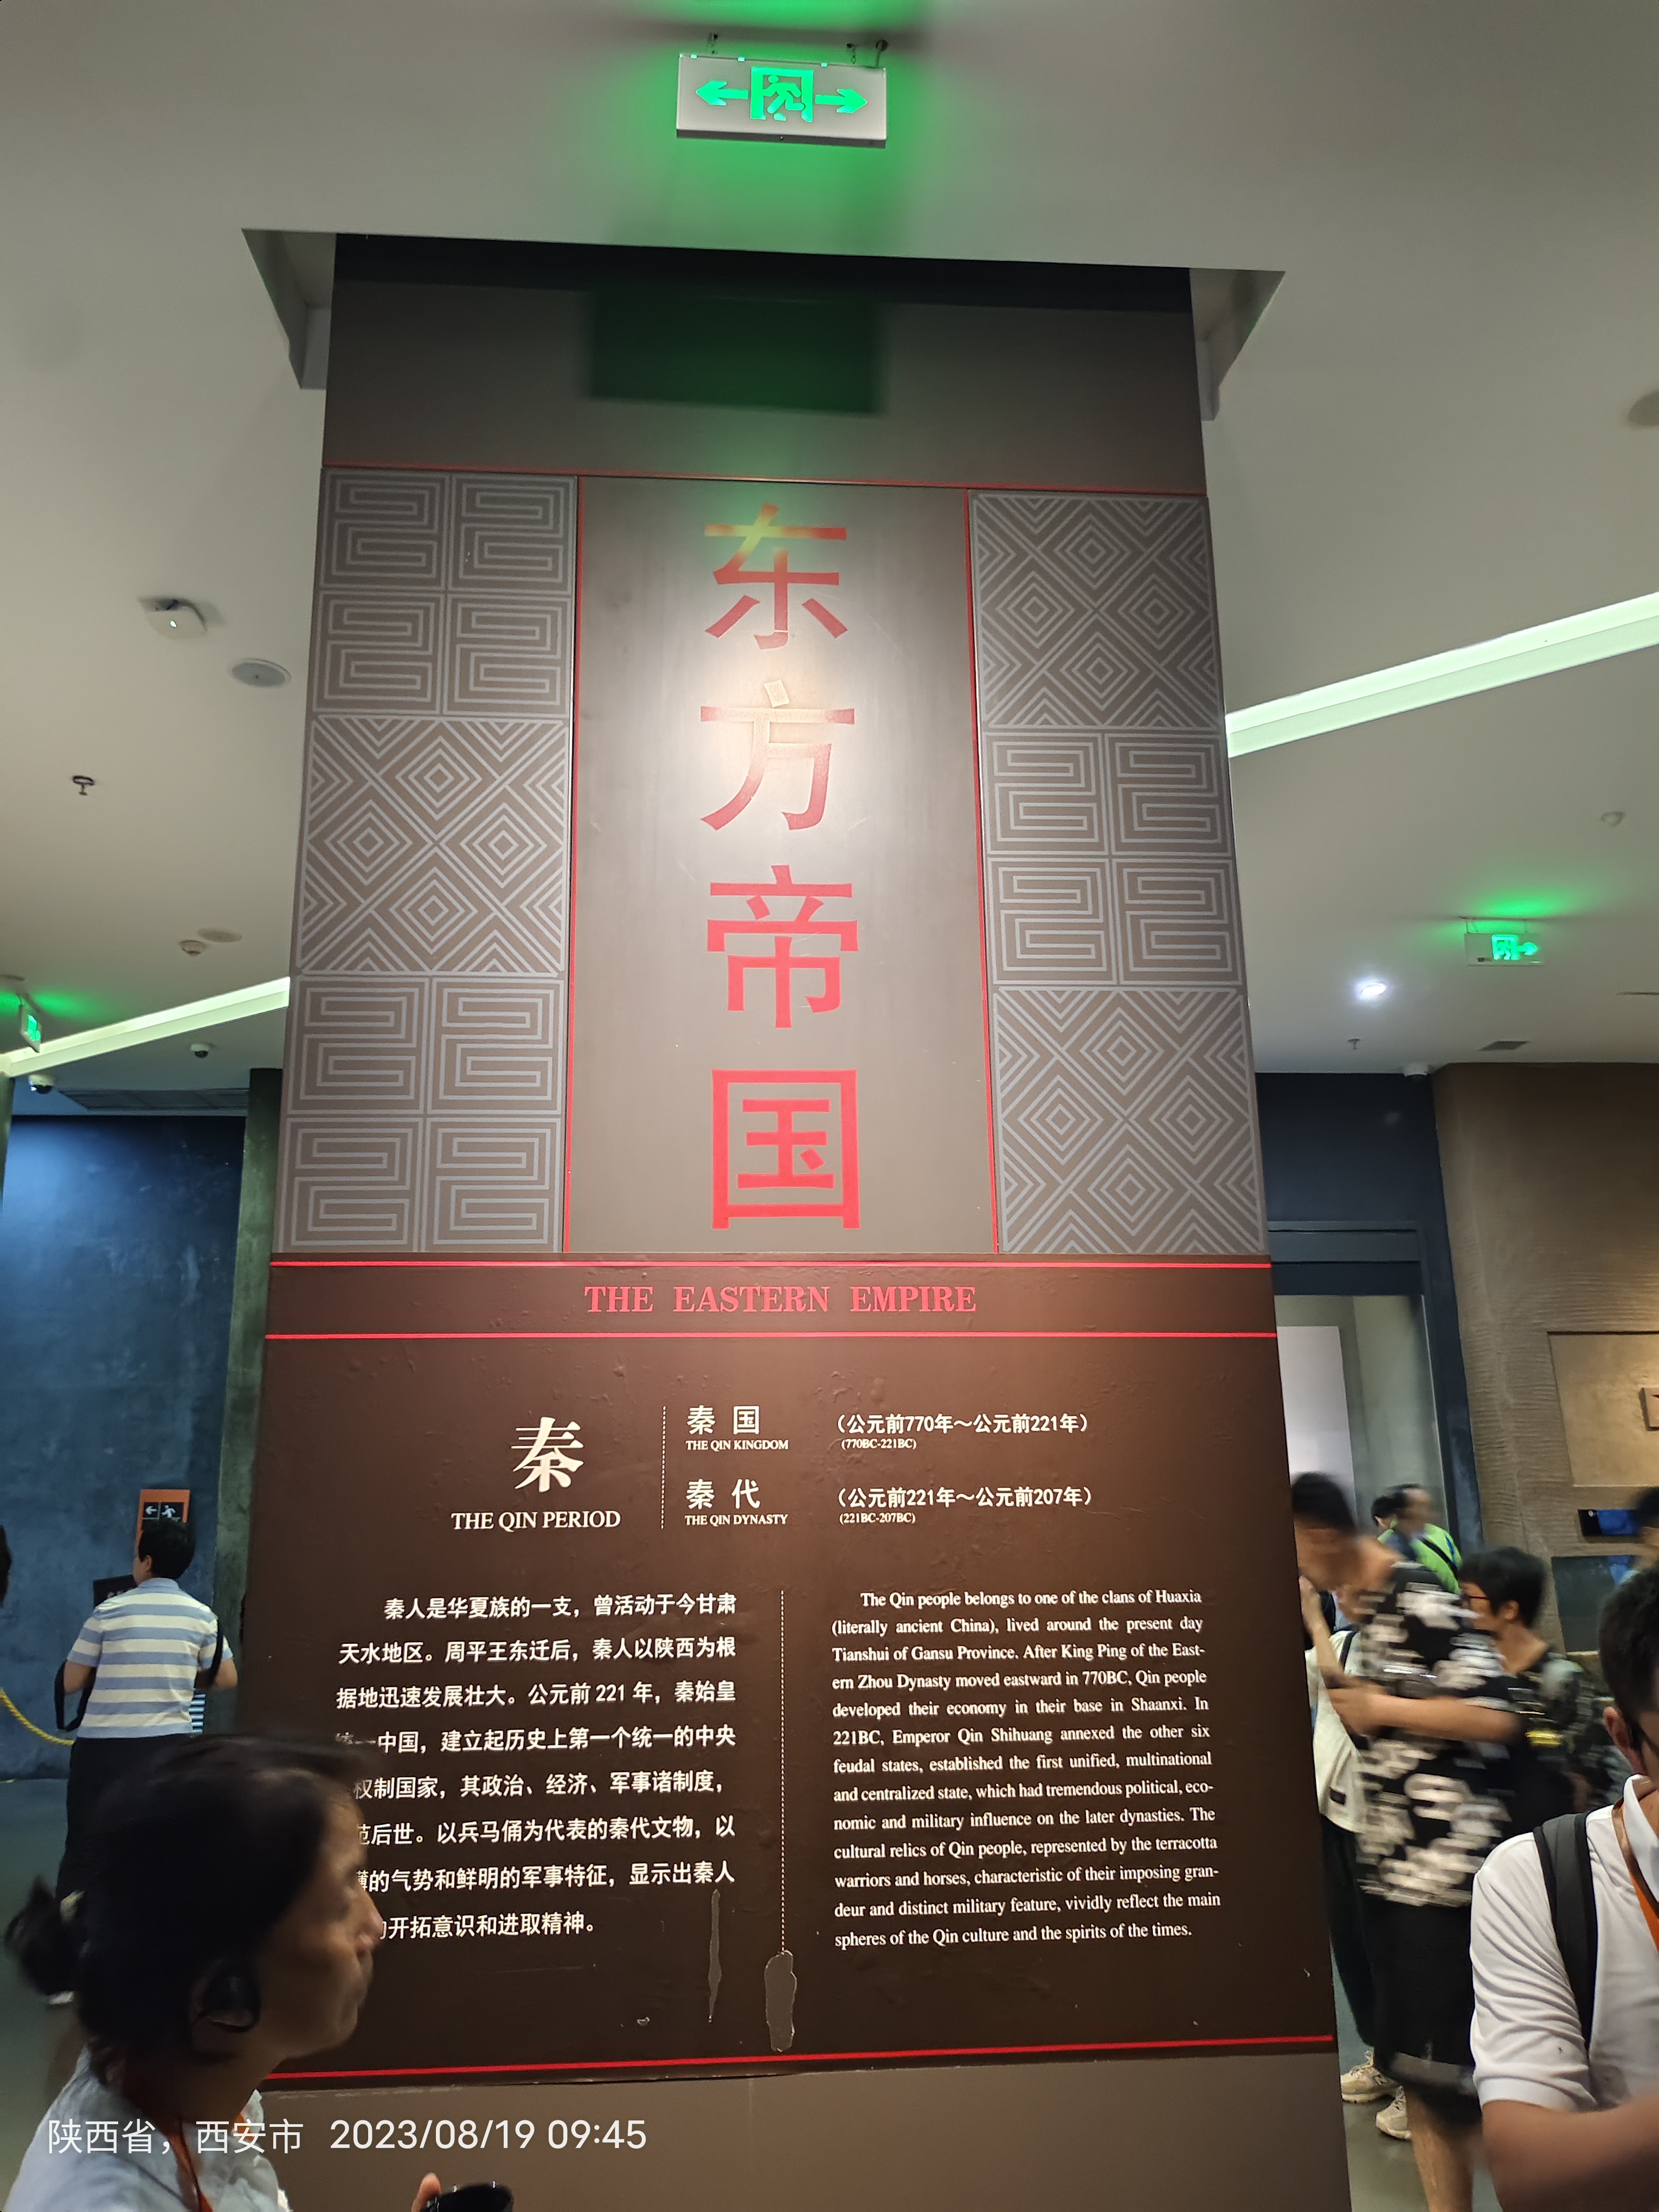 东方帝国
THE EASTERN EMPIRE
秦
THE QIN PERIOD
秦国 （公元前770年～公元前221年）
THE QIN KINGDOM (770BC-221BC)
秦代 （公元前221年～公元前207年）
THE QIN DYNASTY (221BC-207BC)
秦人是华夏族的一支，曾活动于今甘肃
天水地区。周平王东迁后，秦人以陕西为根
据地迅速发展壮大。公元前 221 年，秦始皇
统一中国，建立起历史上第一个统一的中央
权制国家，其政治、经济、军事诸制度，
范后世。以兵马俑为代表的秦代文物，以
的气势和鲜明的军事特征，显示出秦人
的开拓意识和进取精神。
The Qin people belongs to one of the clans of Huaxia
(literally ancient China), lived around the present day
Tianshui of Gansu Province. After King Ping of the East-
ern Zhou Dynasty moved eastward in 770BC, Qin people
developed their economy in their base in Shaanxi. In
221BC, Emperor Qin Shihuang annexed the other six
feudal states, established the first unified, multinational
and centralized state, which had tremendous political, eco-
nomic and military influence on the later dynasties. The
cultural relics of Qin people, represented by the terracotta
warriors and horses, characteristic of their imposing gran-
deur and distinct military feature, vividly reflect the main
spheres of the Qin culture and the spirits of the times.
陕西省，西安市 2023/08/19 09:45